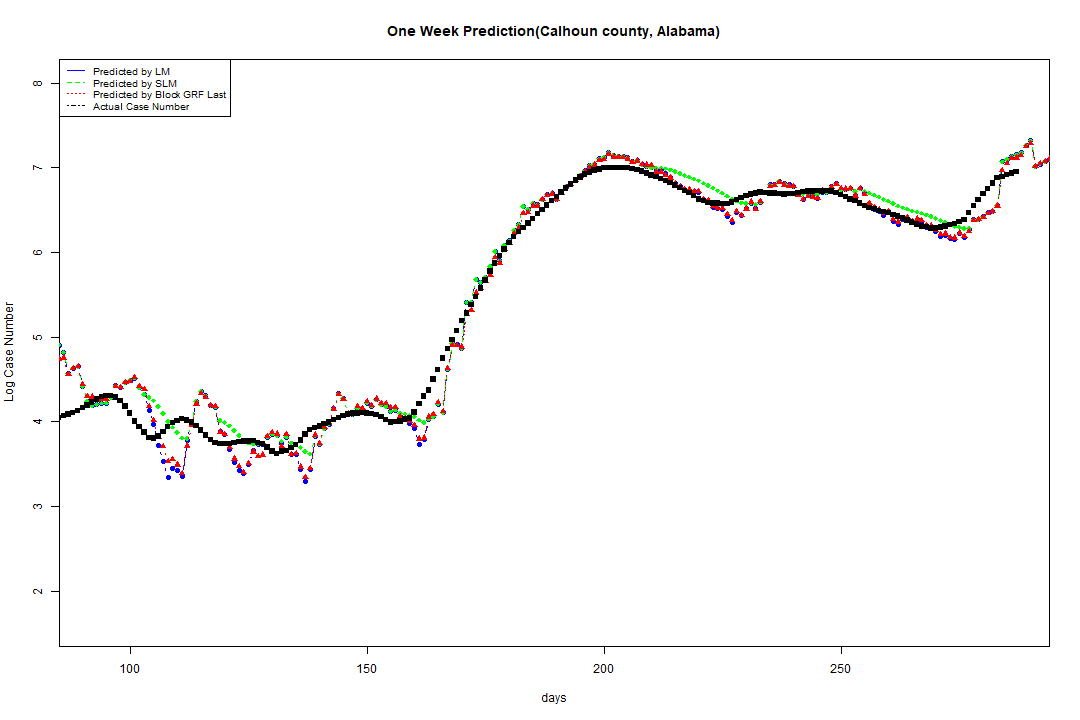 One Week Prediction(Calhoun county, Alabama)
Predicted by LM
Predicted by SLM
Predicted by Block GRF Last
Actual Case Number
8
7
6
5
4
3
2
Log Case Number
100 150 200 250
days